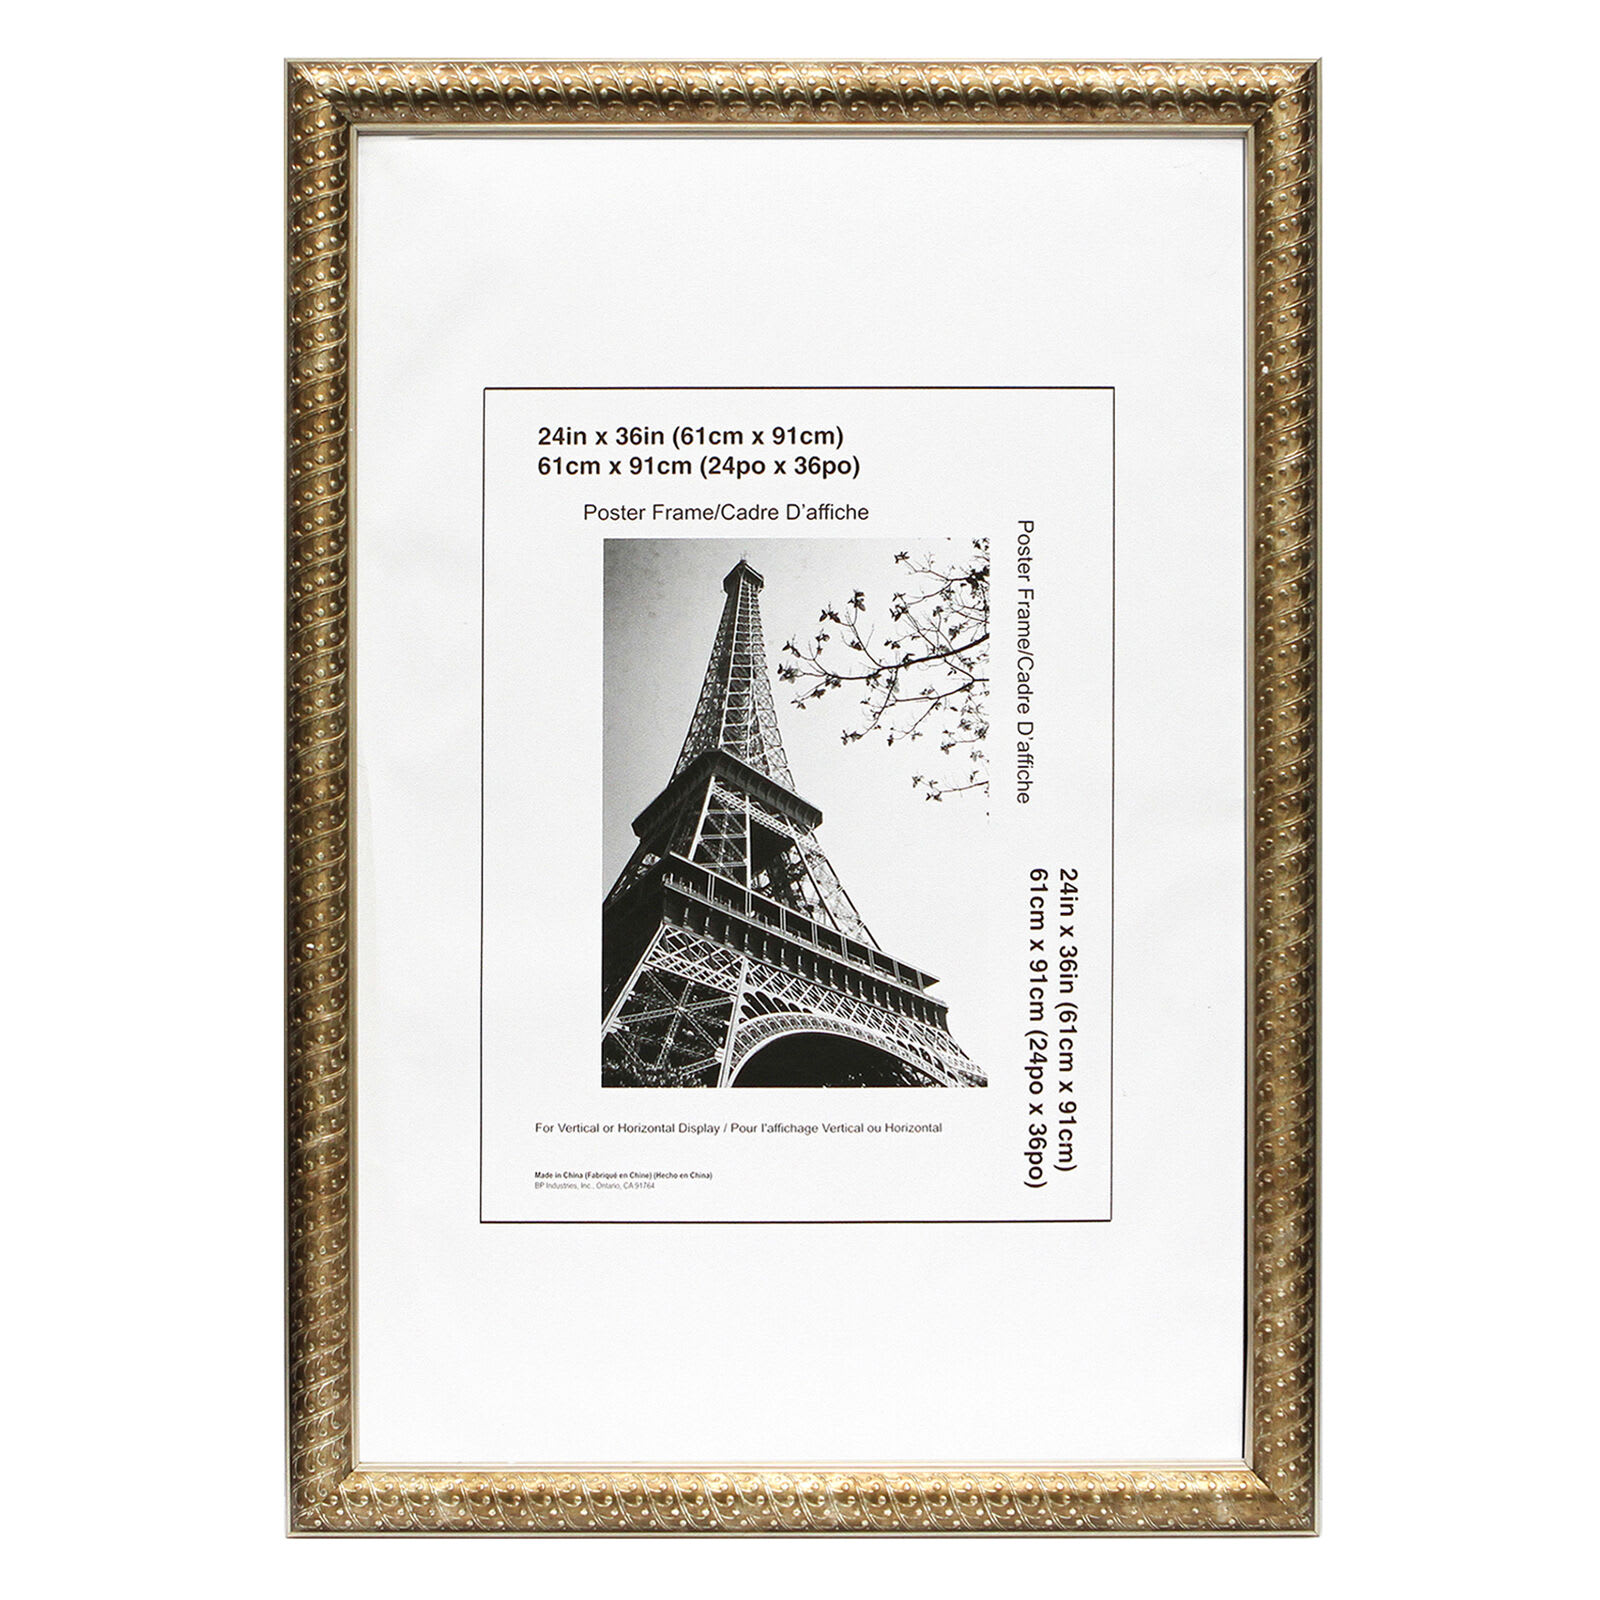 24in x 36in (61cm x 91cm)
61cm x 91cm (24po x 36po)
Poster Frame/Cadre D'affiche
Poster Frame/Cadre D'affiche
24in x 36in (61cm x 91cm)
61cm x 91cm (24po x 36po)
For Vertical or Horizontal Display / Pour l'affichage Vertical ou Horizontal
Made in China (Fabriqué en Chine) (Hecho en China)
BP Industries, Inc., Ontario, CA 91764